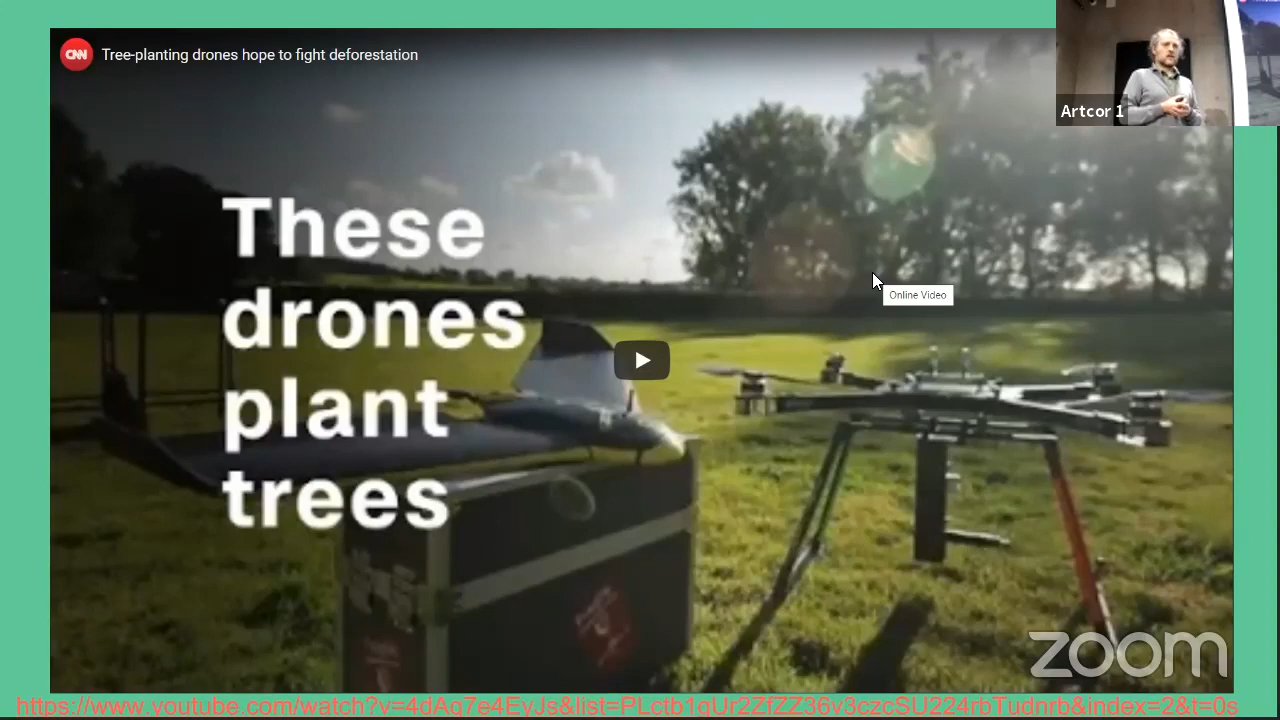 CNN
Tree-planting drones hope to fight deforestation
Artcor 1
These
drones
plant
trees
Online Video
zoom
https://www.youtube.com/watch?v=4dAq7e4EyJs&list=PLctb1qUr2ZfZZ36v3czcSU224rbTudnrb&index=2&t=0s